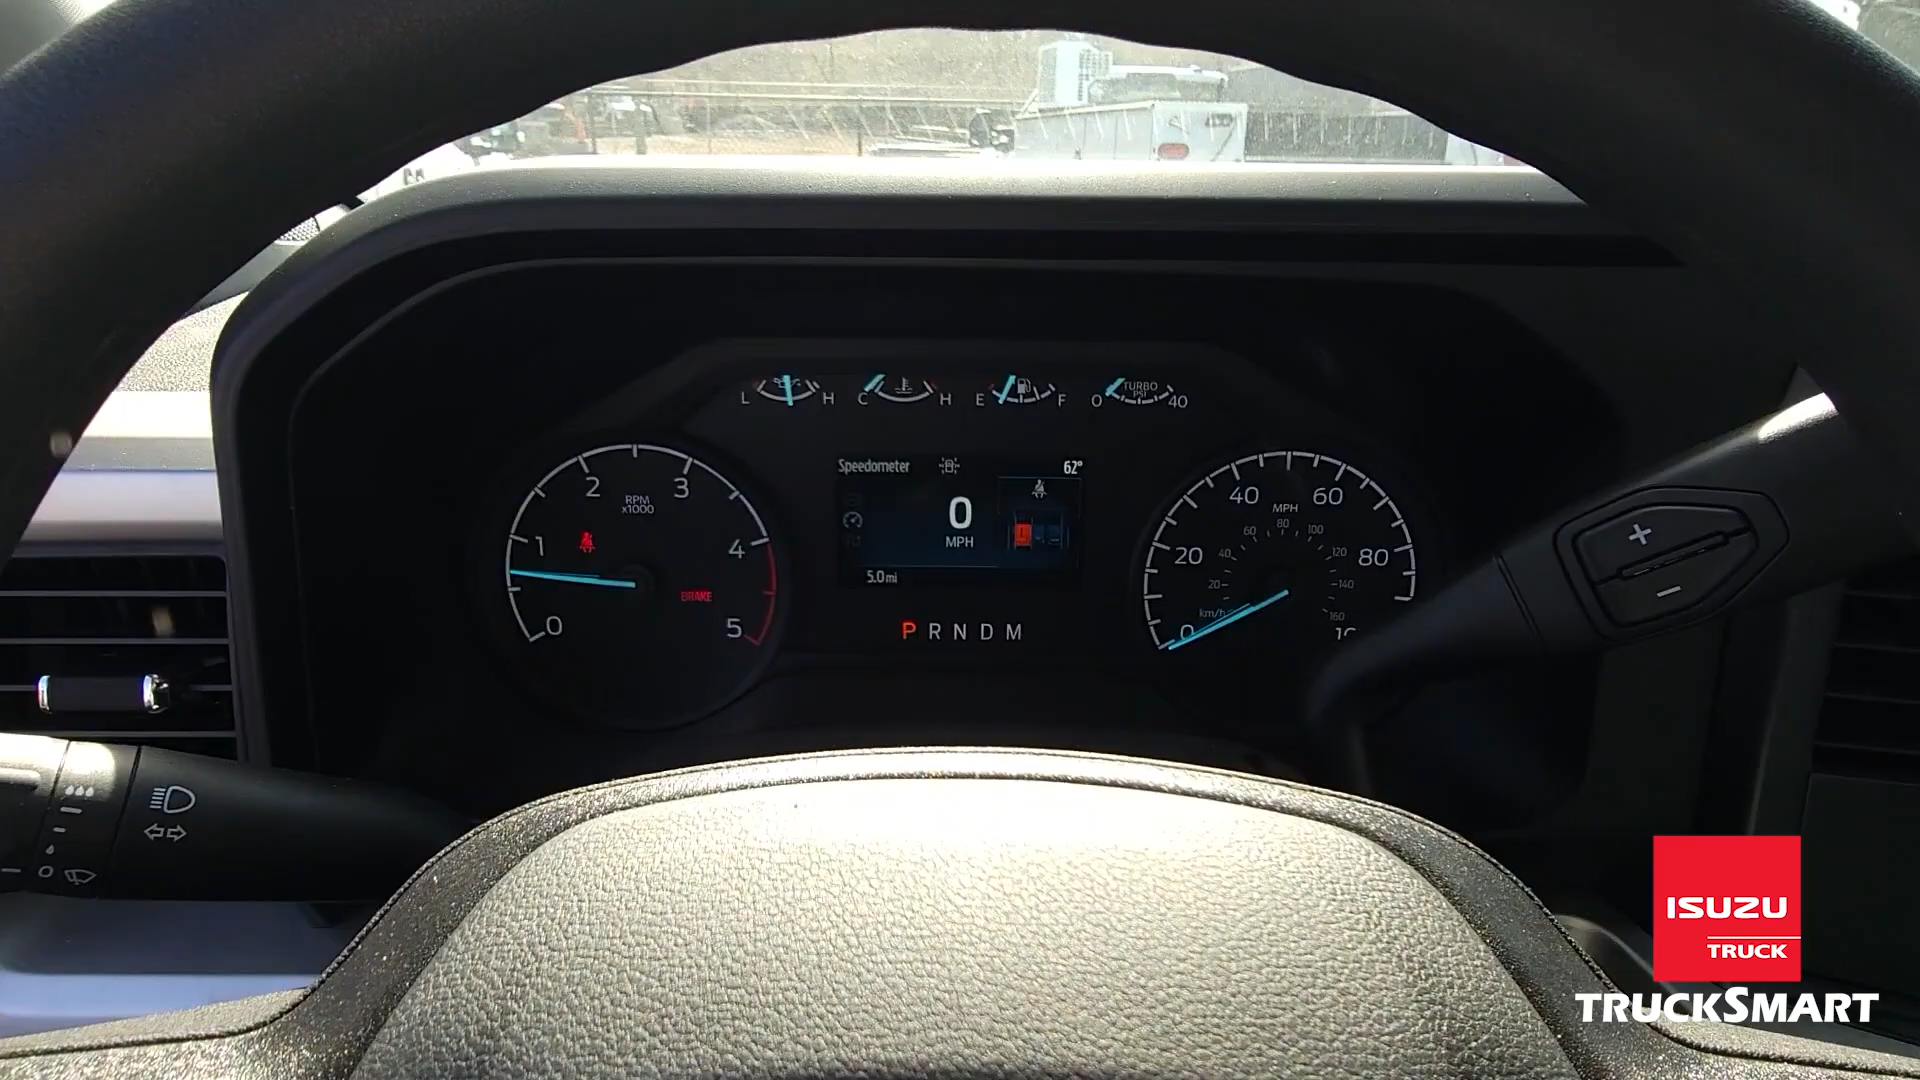 L H C H E F 0 TURBO PSI 40
Speedometer 62°
0
MPH
5.0 mi
P R N D M
RPM
x1000
0 1 2 3 4 5
BRAKE
MPH
0 20 40 60 80
km/h
20 40 60 80 100 120 140 160
+
−
0
ISUZU
TRUCK
TRUCKSMART